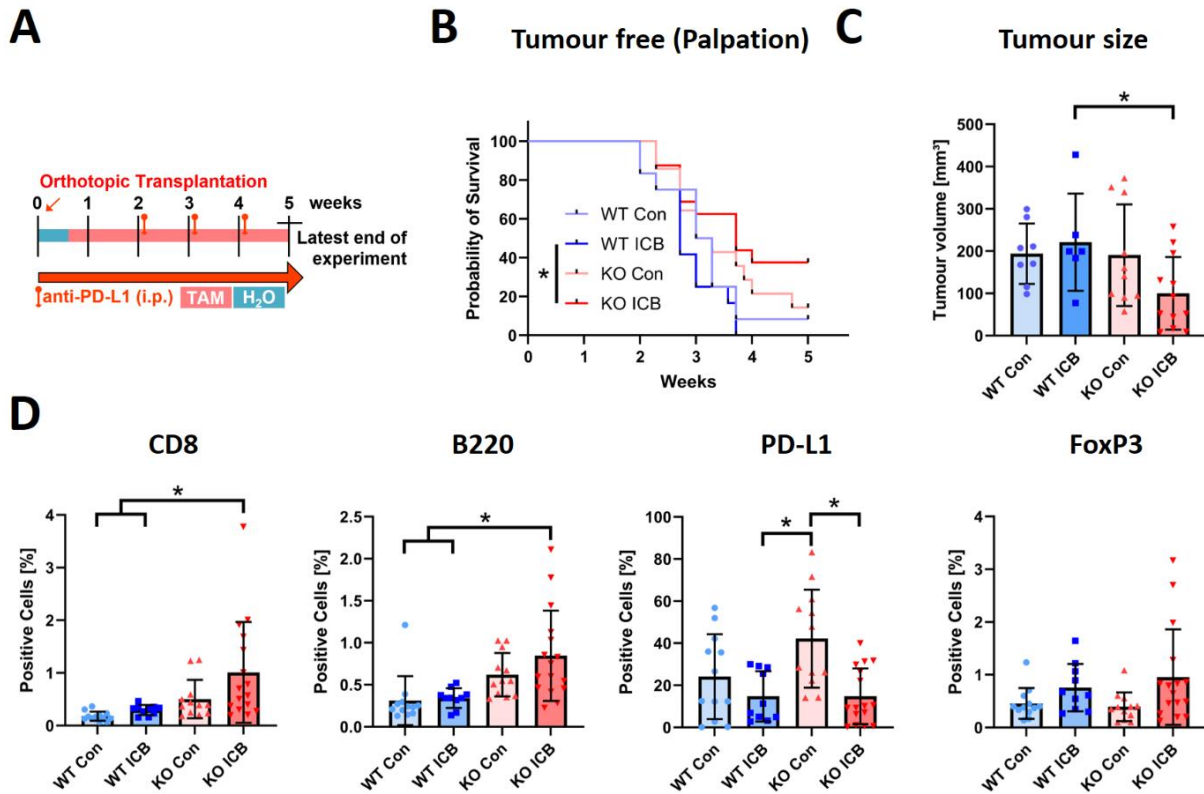 A
Orthotopic Transplantation
0 1 2 3 4 5 weeks
Latest end of
experiment
anti-PD-L1 (i.p.) TAM H₂O
B
Tumour free (Palpation)
Probability of Survival
100
80
60
40
20
0
WT Con
WT ICB
KO Con
KO ICB
*
0 1 2 3 4 5
Weeks
C
Tumour size
*
Tumour volume [mm³]
500
400
300
200
100
0
WT Con WT ICB KO Con KO ICB
D
CD8
*
Positive Cells [%]
4
3
2
1
0
WT Con WT ICB KO Con KO ICB
B220
*
Positive Cells [%]
2.5
2.0
1.5
1.0
0.5
0.0
WT Con WT ICB KO Con KO ICB
PD-L1
* *
Positive Cells [%]
100
80
60
40
20
0
WT Con WT ICB KO Con KO ICB
FoxP3
Positive Cells [%]
4
3
2
1
0
WT Con WT ICB KO Con KO ICB